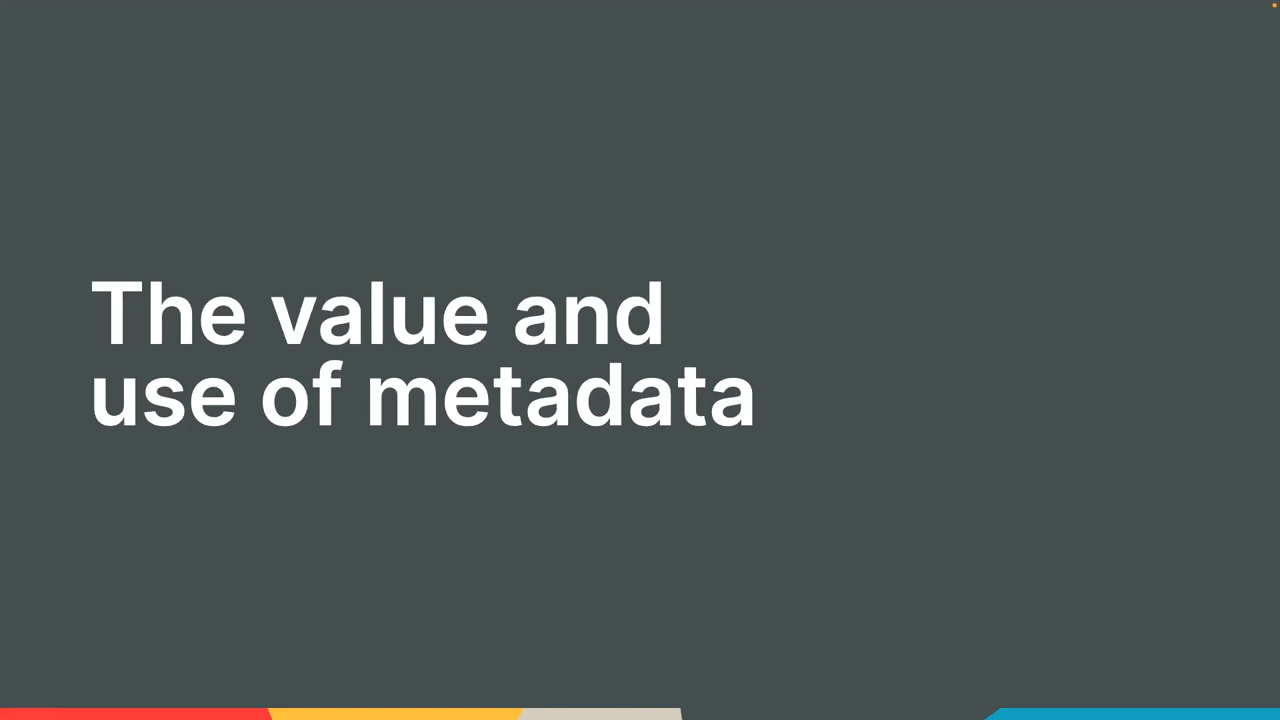 The value and
use of metadata